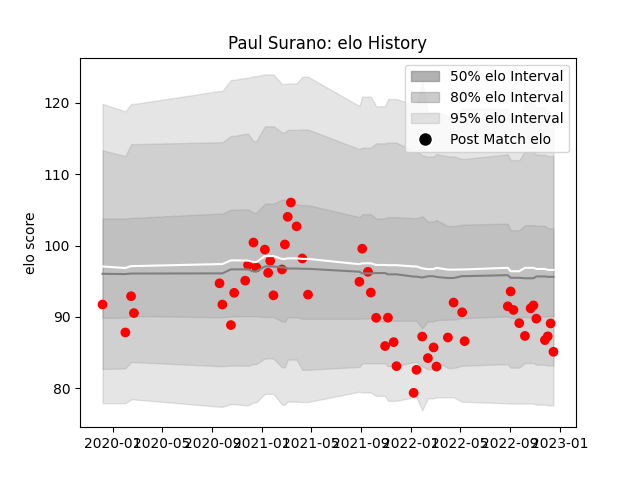 Paul Surano: elo History
50% elo Interval
80% elo Interval
95% elo Interval
Post Match elo
elo score
120
110
100
90
80
2020-01 2020-05 2020-09 2021-01 2021-05 2021-09 2022-01 2022-05 2022-09 2023-01